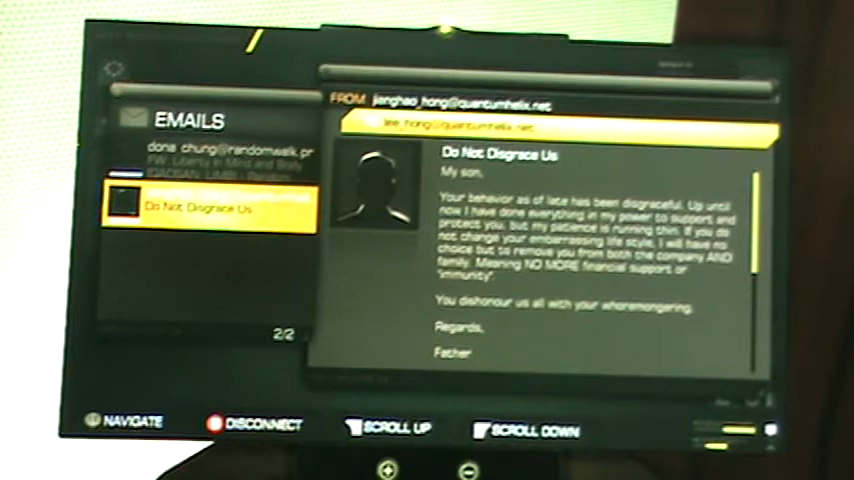 EMAILS
dona_chung@randomwalk.pr
FW: Liberty in Mind and Body
Do Not Disgrace Us
2/2
FROM: jianghao_hong@quantumhelix.net
lee_hong@quantumhelix.net
Do Not Disgrace Us
My son,
Your behavior as of late has been disgraceful. Up until
now I have done everything in my power to support and
protect you, but my patience is running thin. If you do
not change your embarrassing life style, I will have no
choice but to remove you from both the company AND
family. Meaning NO MORE financial support or
"immunity".
You dishonour us all with your whoremongering.
Regards,
Father
NAVIGATE
DISCONNECT
SCROLL UP
SCROLL DOWN